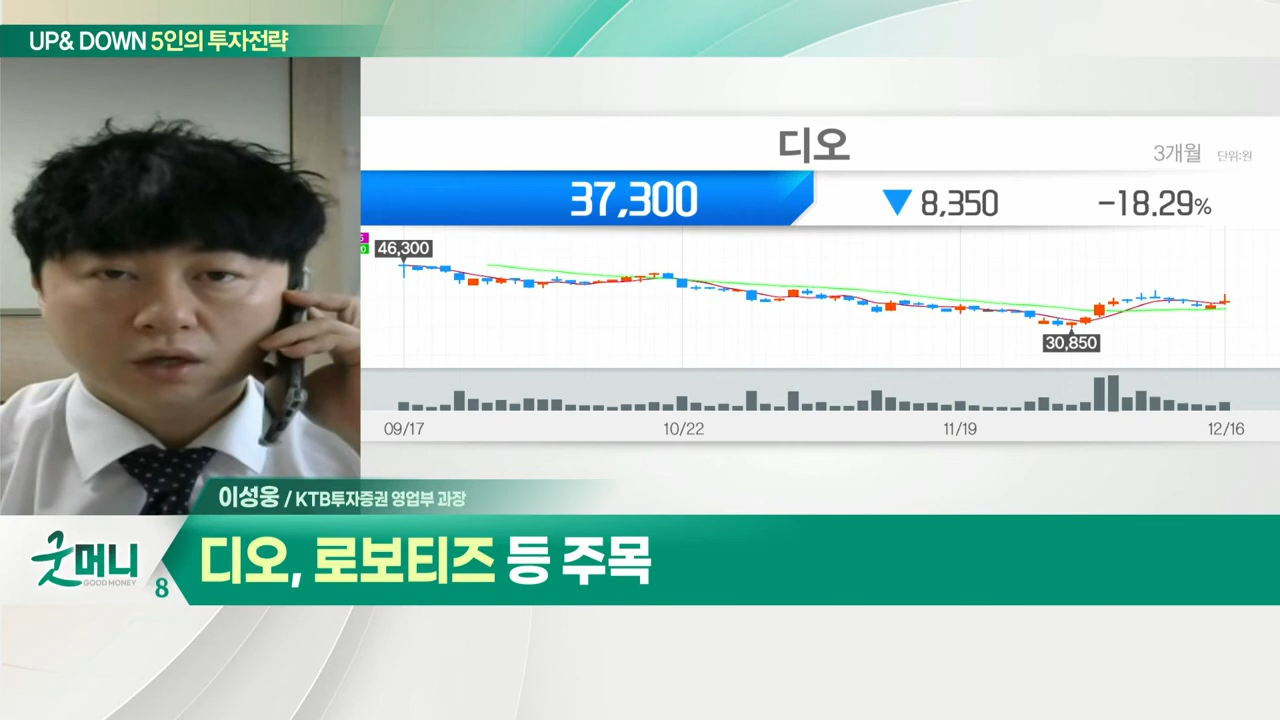 UP& DOWN 5인의 투자전략
디오
3개월 단위:원
37,300 ▼ 8,350 -18.29%
46,300
30,850
09/17 10/22 11/19 12/16
이성웅 / KTB투자증권 영업부 과장
굿머니
GOOD MONEY
8
디오, 로보티즈 등 주목